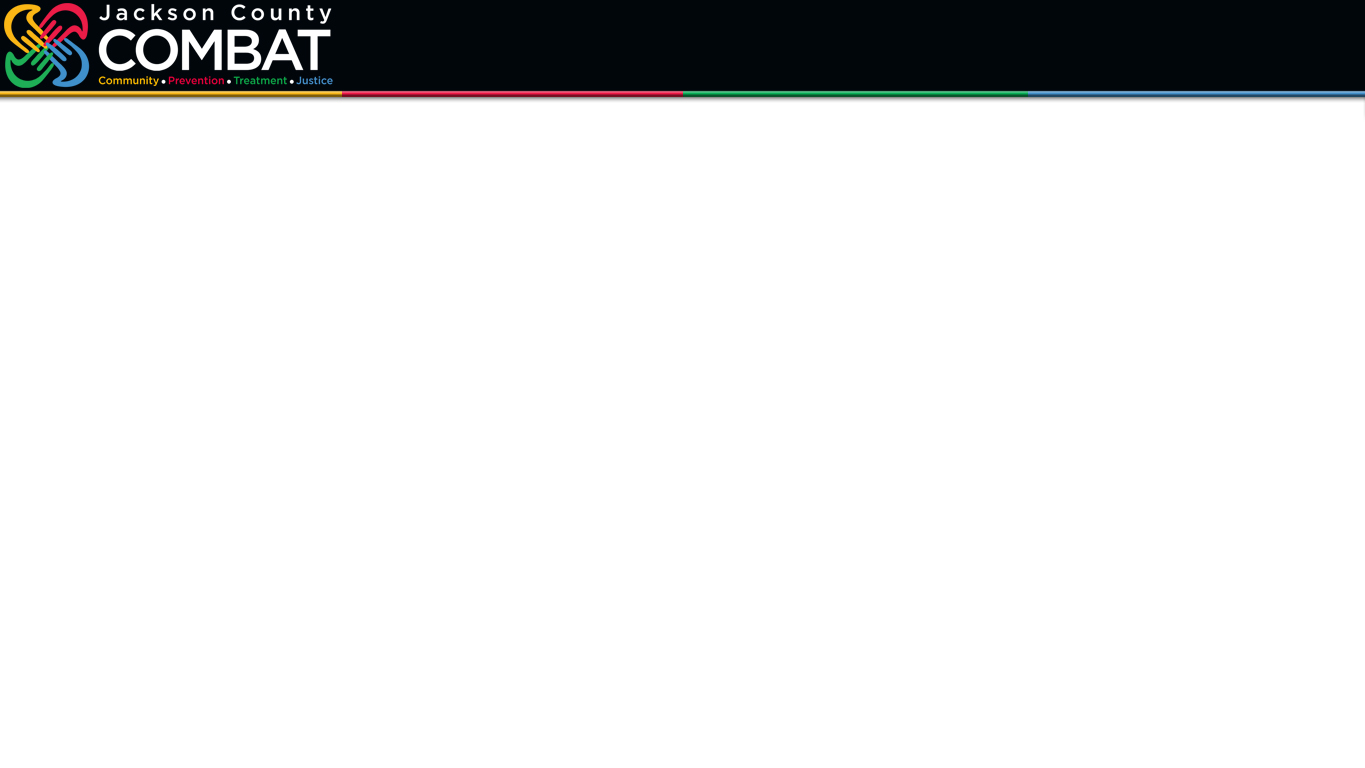 Jackson County
COMBAT
Community • Prevention • Treatment • Justice